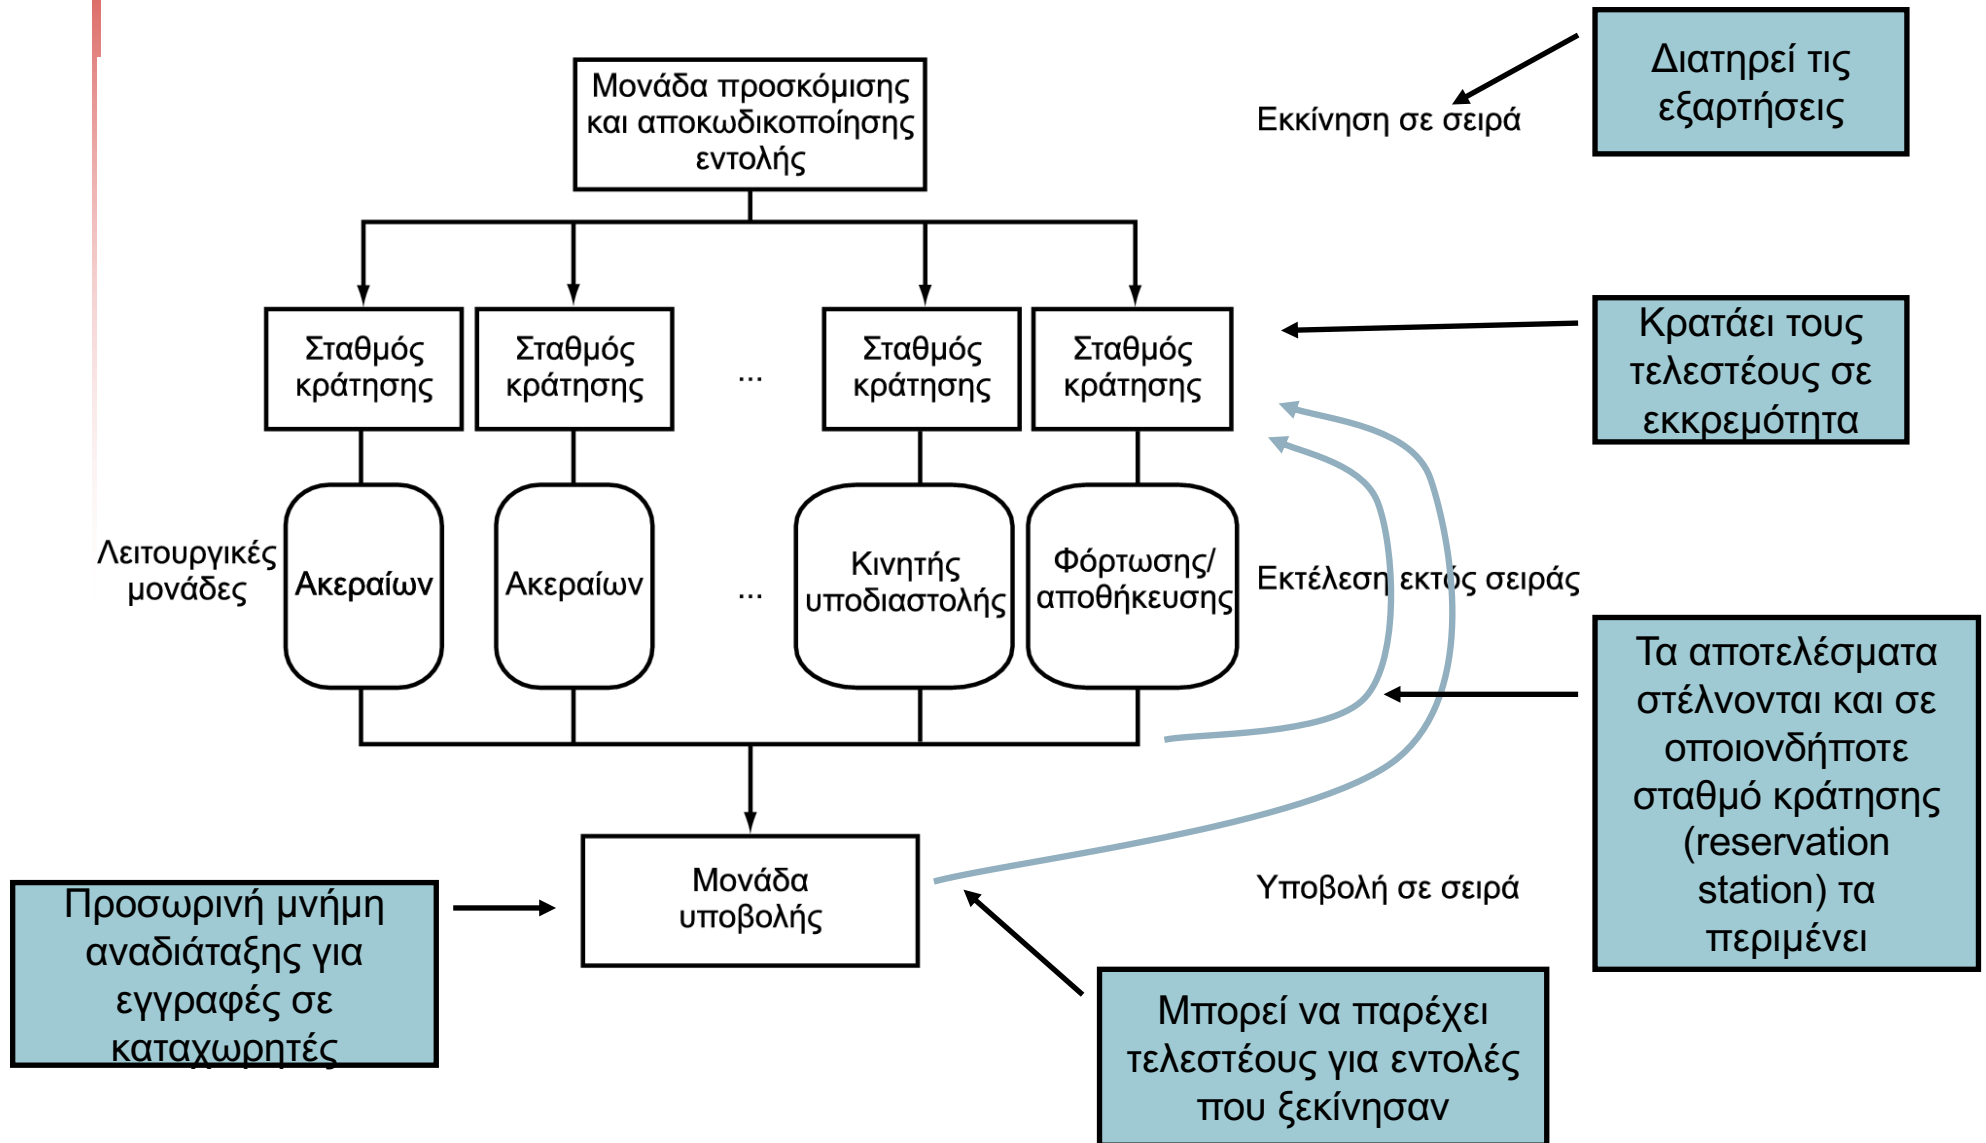 Μονάδα προσκόμισης
και αποκωδικοποίησης
εντολής
Εκκίνηση σε σειρά
Διατηρεί τις
εξαρτήσεις
Σταθμός
κράτησης
Σταθμός
κράτησης
...
Σταθμός
κράτησης
Σταθμός
κράτησης
Κρατάει τους
τελεστέους σε
εκκρεμότητα
Λειτουργικές
μονάδες
Ακεραίων
Ακεραίων
...
Κινητής
υποδιαστολής
Φόρτωσης/
αποθήκευσης
Εκτέλεση εκτός σειράς
Τα αποτελέσματα
στέλνονται και σε
οποιονδήποτε
σταθμό κράτησης
(reservation
station) τα
περιμένει
Μονάδα
υποβολής
Υποβολή σε σειρά
Προσωρινή μνήμη
αναδιάταξης για
εγγραφές σε
καταχωρητές
Μπορεί να παρέχει
τελεστέους για εντολές
που ξεκίνησαν